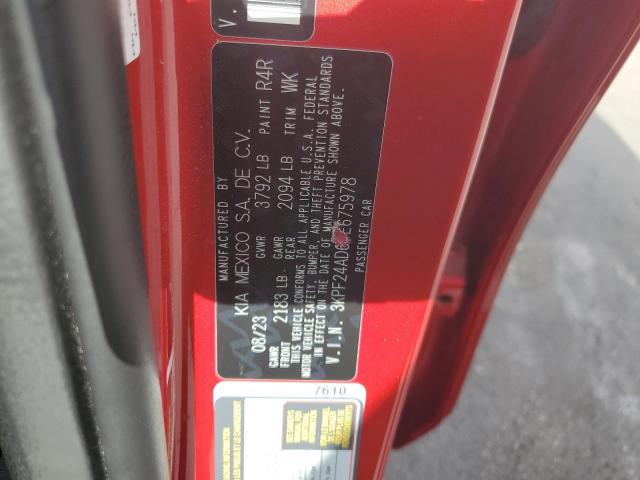 MANUFACTURED BY
KIA MEXICO S.A. DE C.V.
08/23 GVWR 3792 LB PAINT R4R
GAWR FRONT 2183 LB GAWR REAR 2094 LB TRIM WK
THIS VEHICLE CONFORMS TO ALL APPLICABLE U.S.A. FEDERAL
MOTOR VEHICLE SAFETY, BUMPER, AND THEFT PREVENTION STANDARDS
IN EFFECT ON THE DATE OF MANUFACTURE SHOWN ABOVE.
V.I.N. 3KPF24AD E675978
PASSENGER CAR
V.
7610